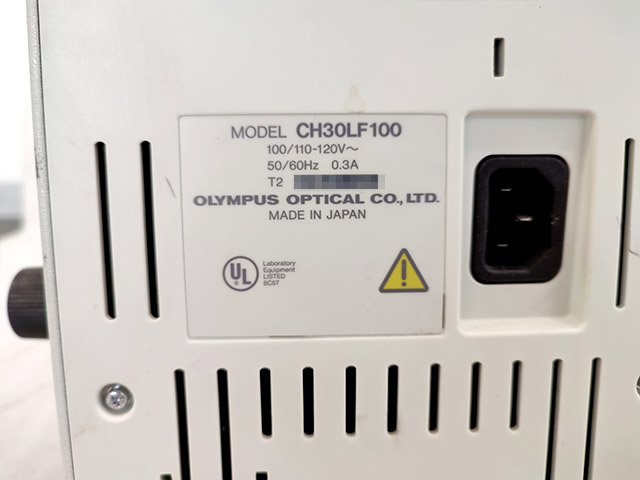 MODEL CH30LF100
100/110-120V～
50/60Hz 0.3A
T2
OLYMPUS OPTICAL CO., LTD.
MADE IN JAPAN
UL
Laboratory
Equipment
LISTED
8C57